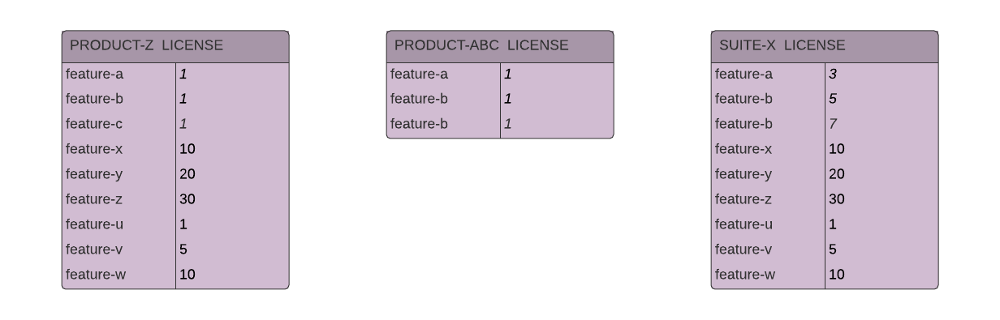 PRODUCT-Z LICENSE
feature-a 1
feature-b 1
feature-c 1
feature-x 10
feature-y 20
feature-z 30
feature-u 1
feature-v 5
feature-w 10
PRODUCT-ABC LICENSE
feature-a 1
feature-b 1
feature-b 1
SUITE-X LICENSE
feature-a 3
feature-b 5
feature-b 7
feature-x 10
feature-y 20
feature-z 30
feature-u 1
feature-v 5
feature-w 10